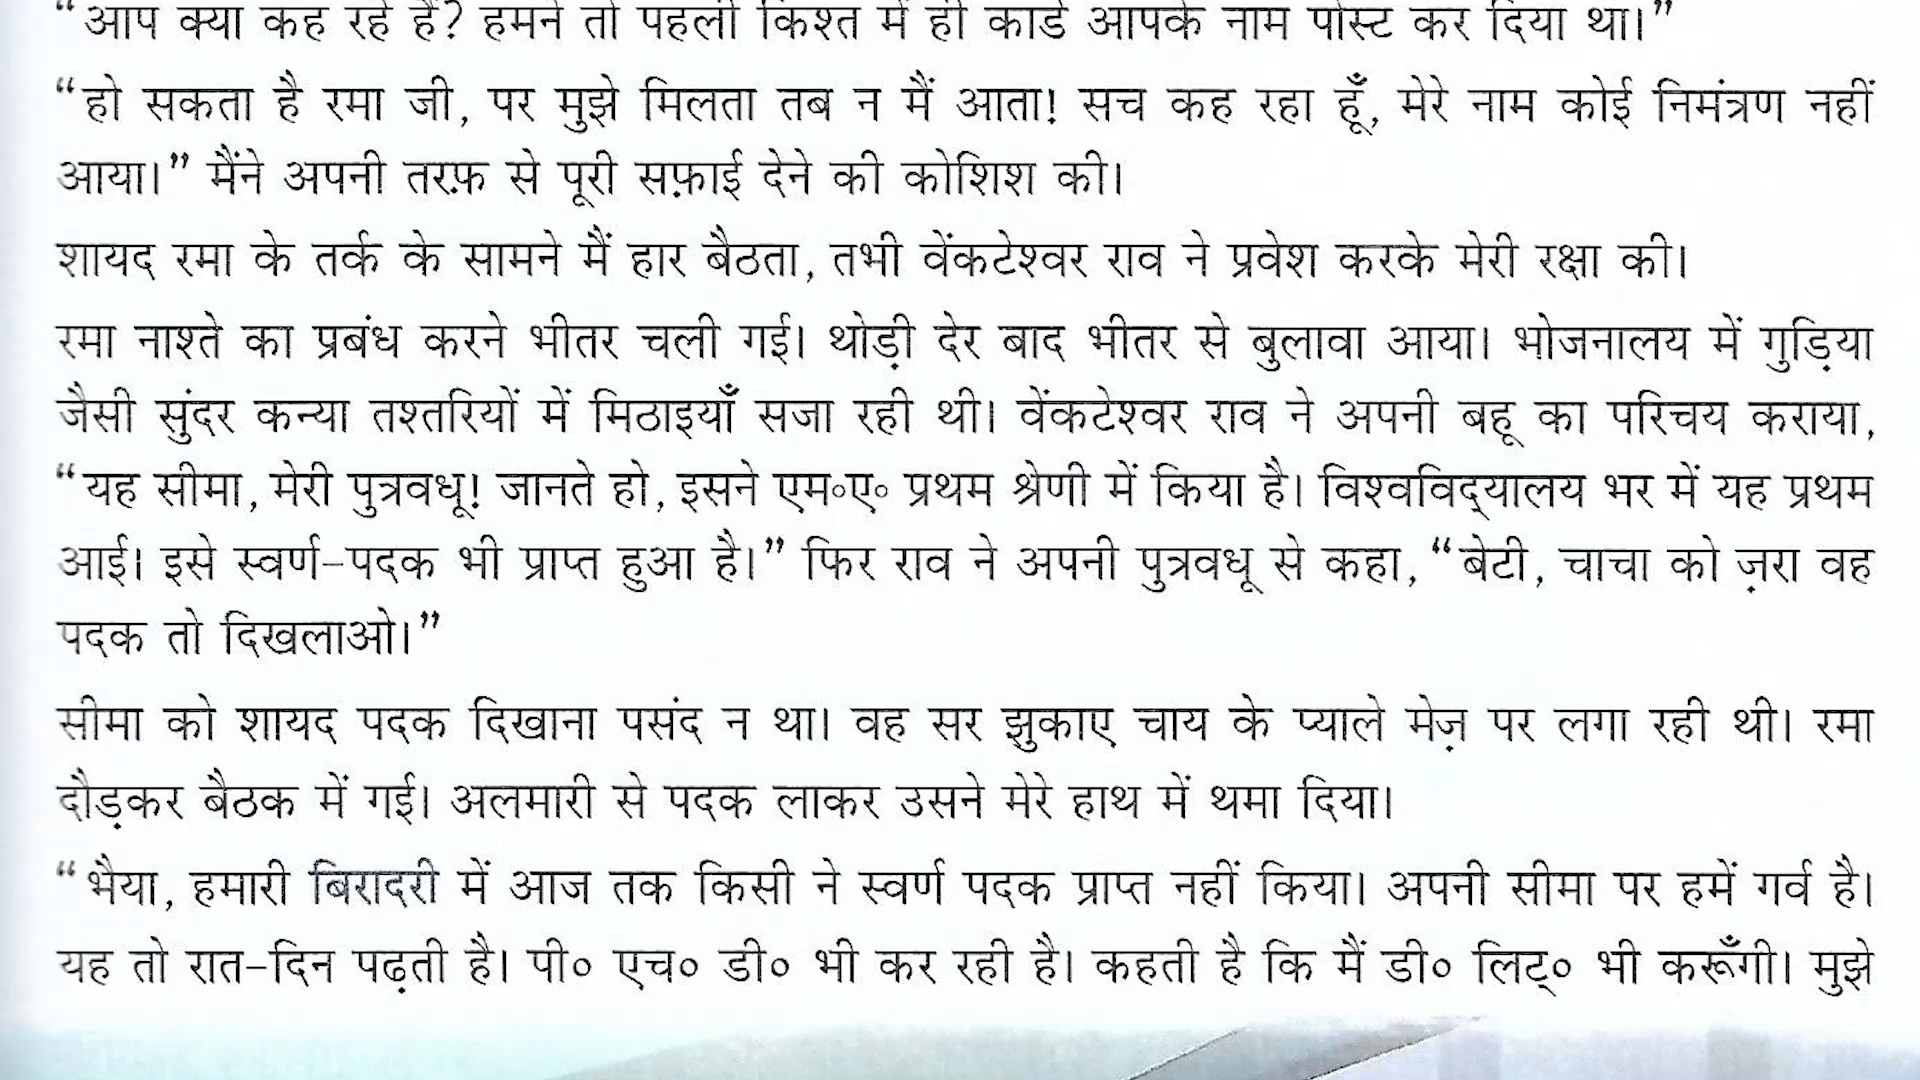 “आप क्या कह रहे हैं? हमने तो पहली किश्त में ही कार्ड आपके नाम पोस्ट कर दिया था।”
“हो सकता है रमा जी, पर मुझे मिलता तब न मैं आता! सच कह रहा हूँ, मेरे नाम कोई निमंत्रण नहीं
आया।” मैंने अपनी तरफ़ से पूरी सफ़ाई देने की कोशिश की।
शायद रमा के तर्क के सामने मैं हार बैठता, तभी वेंकटेश्वर राव ने प्रवेश करके मेरी रक्षा की।
रमा नाश्ते का प्रबंध करने भीतर चली गई। थोड़ी देर बाद भीतर से बुलावा आया। भोजनालय में गुड़िया
जैसी सुंदर कन्या तश्तरियों में मिठाइयाँ सजा रही थी। वेंकटेश्वर राव ने अपनी बहू का परिचय कराया,
“यह सीमा, मेरी पुत्रवधू! जानते हो, इसने एम॰ए॰ प्रथम श्रेणी में किया है। विश्वविद्‌यालय भर में यह प्रथम
आई। इसे स्वर्ण-पदक भी प्राप्त हुआ है।” फिर राव ने अपनी पुत्रवधू से कहा, “बेटी, चाचा को ज़रा वह
पदक तो दिखलाओ।”
सीमा को शायद पदक दिखाना पसंद न था। वह सर झुकाए चाय के प्याले मेज़ पर लगा रही थी। रमा
दौड़कर बैठक में गई। अलमारी से पदक लाकर उसने मेरे हाथ में थमा दिया।
“भैया, हमारी बिरादरी में आज तक किसी ने स्वर्ण पदक प्राप्त नहीं किया। अपनी सीमा पर हमें गर्व है।
यह तो रात-दिन पढ़ती है। पी० एच० डी० भी कर रही है। कहती है कि मैं डी० लिट्० भी करूँगी। मुझे